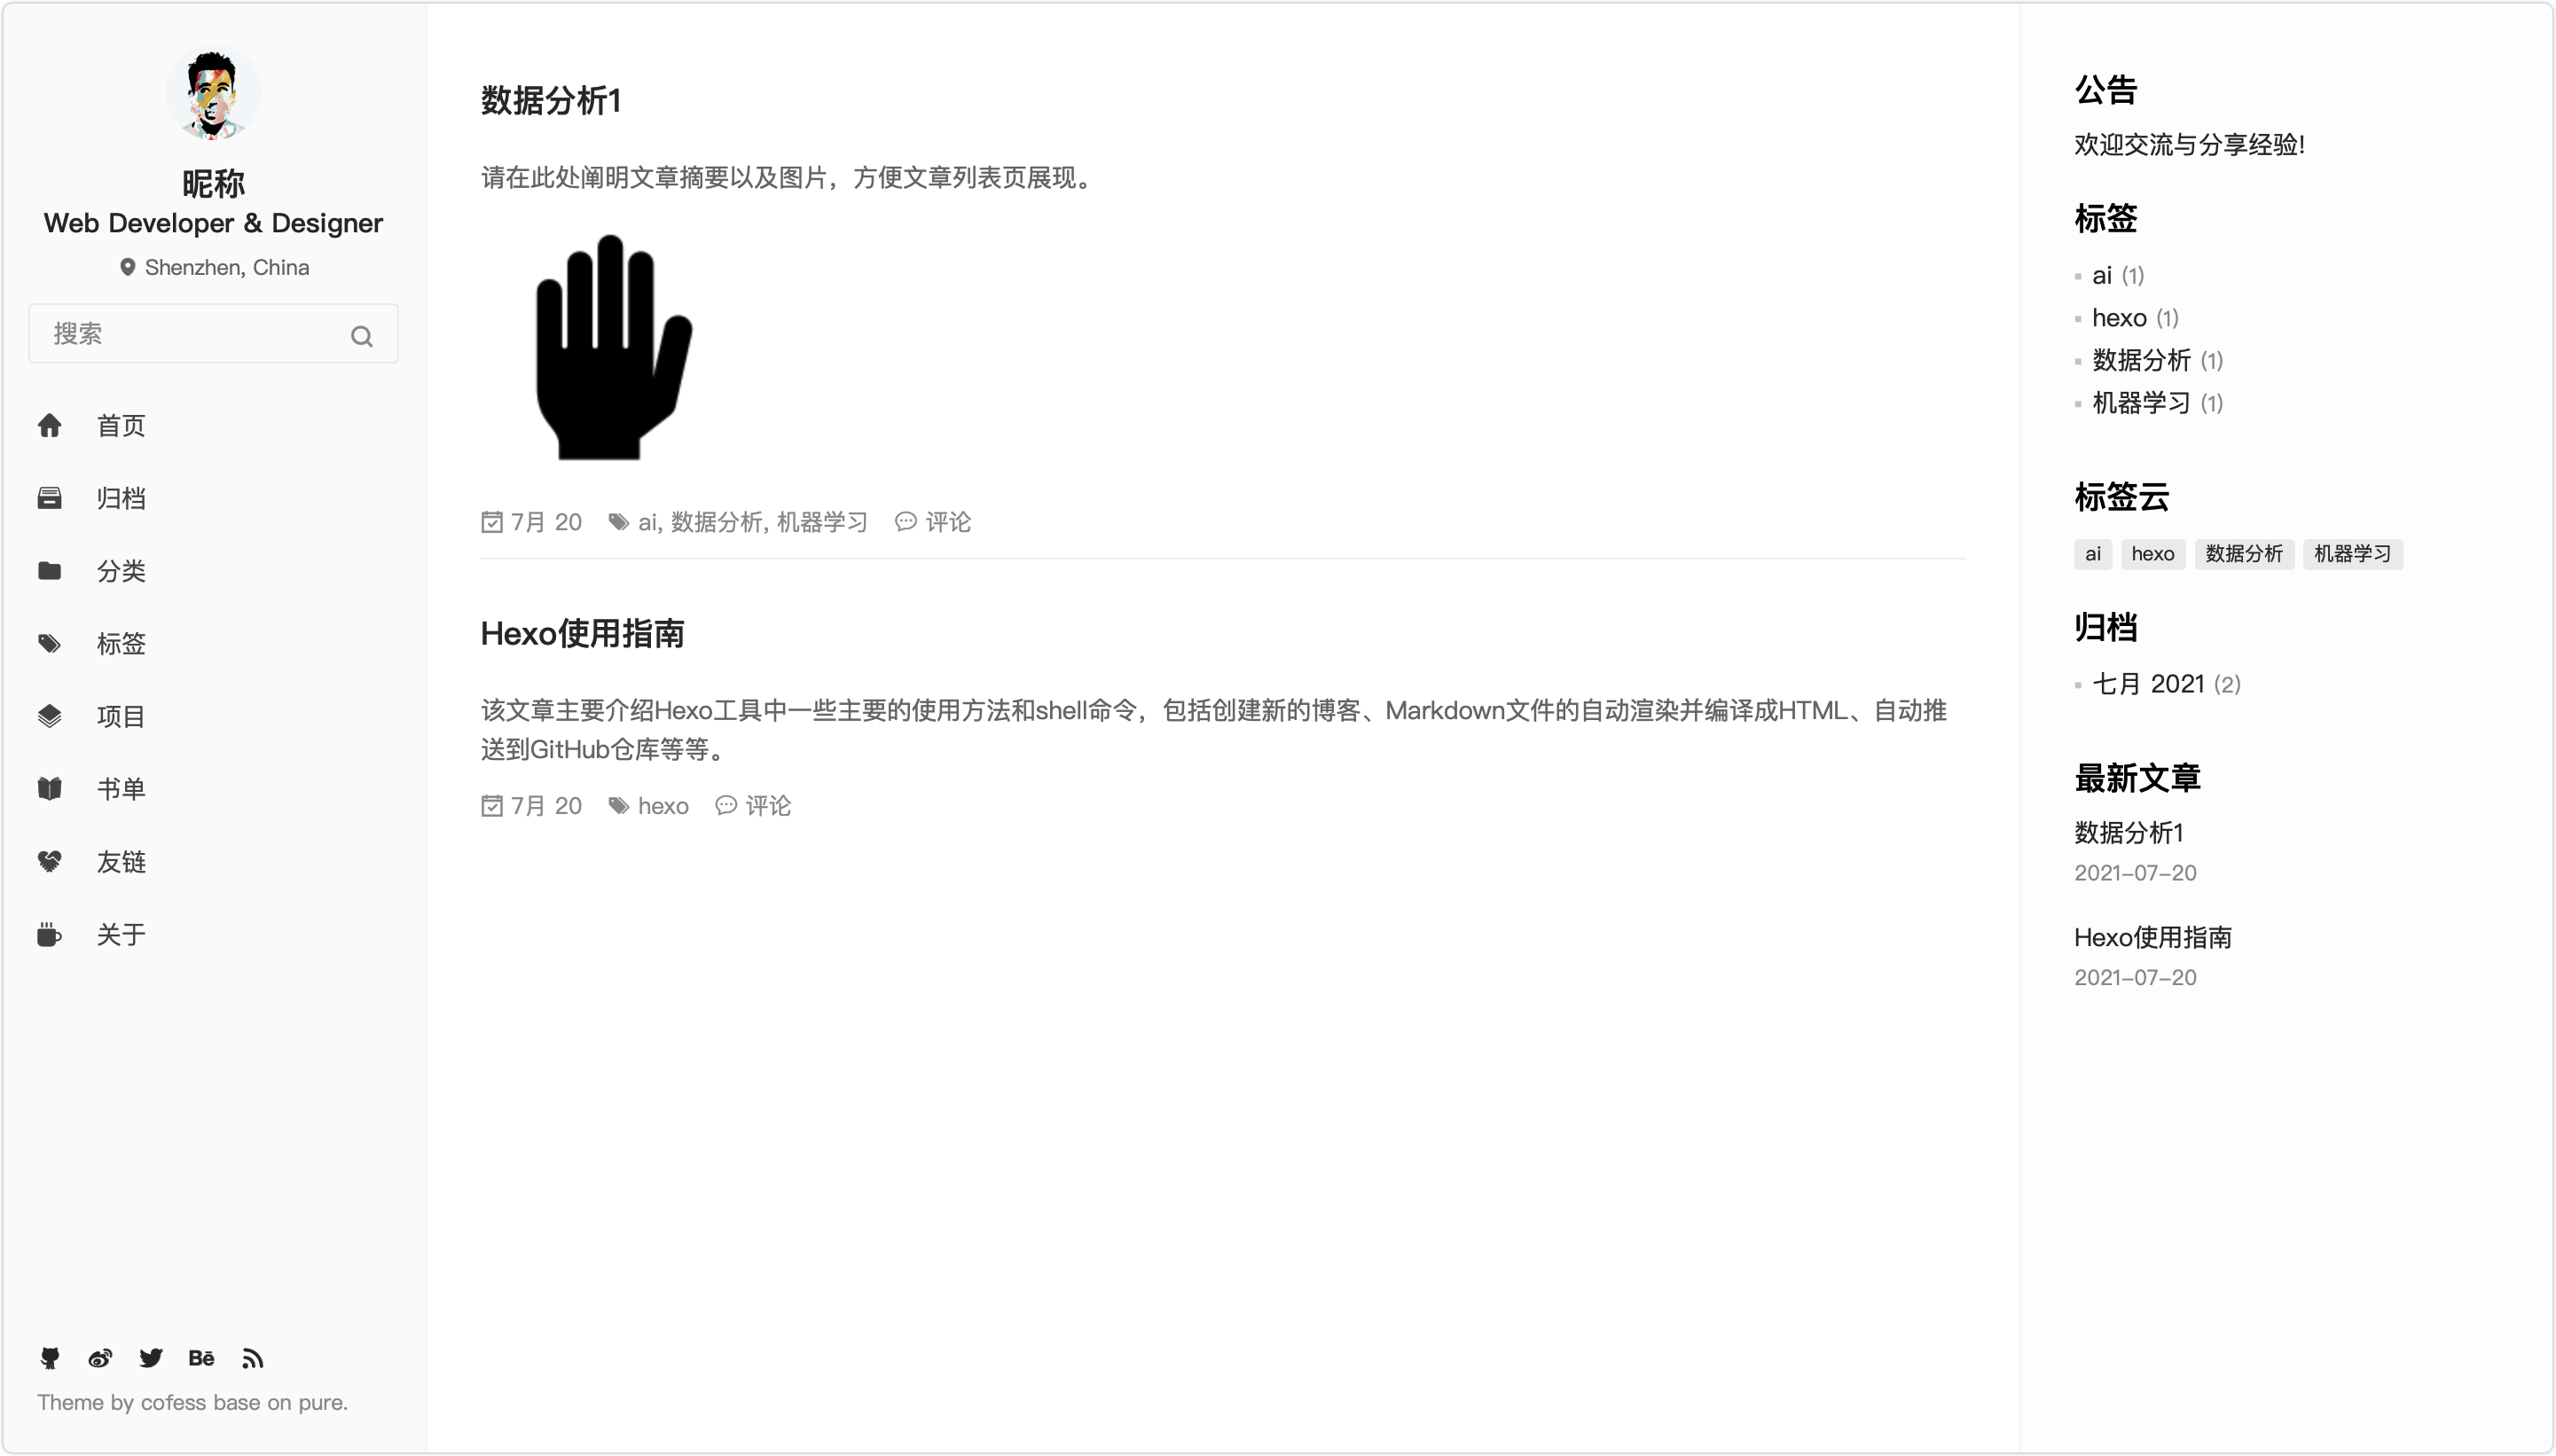 昵称
Web Developer & Designer
Shenzhen, China
搜索
首页
归档
分类
标签
项目
书单
友链
关于
Bē
Theme by cofess base on pure.
数据分析1
请在此处阐明文章摘要以及图片，方便文章列表页展现。
7月 20 ai, 数据分析, 机器学习 评论
Hexo使用指南
该文章主要介绍Hexo工具中一些主要的使用方法和shell命令，包括创建新的博客、Markdown文件的自动渲染并编译成HTML、自动推
送到GitHub仓库等等。
7月 20 hexo 评论
公告
欢迎交流与分享经验!
标签
ai (1)
hexo (1)
数据分析 (1)
机器学习 (1)
标签云
ai hexo 数据分析 机器学习
归档
七月 2021 (2)
最新文章
数据分析1
2021-07-20
Hexo使用指南
2021-07-20